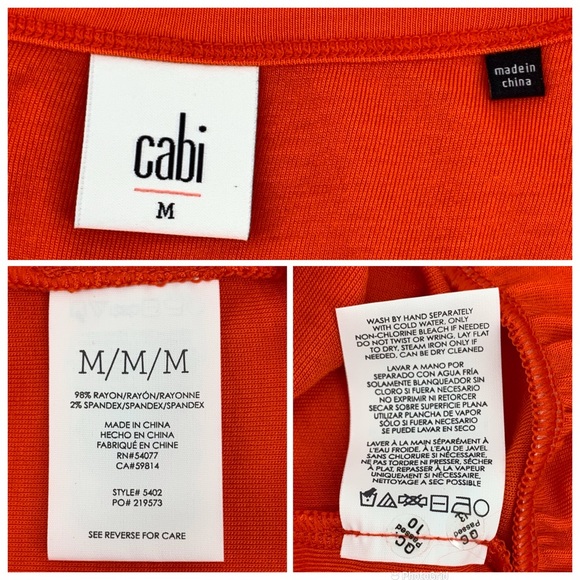 cabi
M
made in
china
M/M/M
98% RAYON/RAYÓN/RAYONNE
2% SPANDEX/SPANDEX/SPANDEX
MADE IN CHINA
HECHO EN CHINA
FABRIQUÉ EN CHINE
RN#54077
CA#59814
STYLE# 5402
PO# 219573
SEE REVERSE FOR CARE
WASH BY HAND SEPARATELY
WITH COLD WATER. ONLY
NON-CHLORINE BLEACH IF NEEDED
DO NOT TWIST OR WRING. LAY FLAT
TO DRY, STEAM IRON ONLY IF
NEEDED. CAN BE DRY CLEANED
LAVAR A MANO POR
SEPARADO CON AGUA FRÍA
SOLAMENTE BLANQUEADOR SIN
CLORO SI FUERA NECESARIO
NO EXPRIMIR NI RETORCER
SECAR SOBRE SUPERFICIE PLANA
UTILIZAR PLANCHA DE VAPOR
SÓLO SI FUERA NECESARIO
SE PUEDE LAVAR EN SECO
LAVER À LA MAIN SÉPARÉMENT À
L'EAU FROIDE. À L'EAU DE JAVEL
SANS CHLORURE SI NÉCESSAIRE,
NE PAS TORDRE NI PRESSER, SÉCHER
À PLAT. REPASSER À LA VAPEUR
UNIQUEMENT SI NÉCESSAIRE.
NETTOYAGE A SEC POSSIBLE
QC
10
Passed
QC
Passed